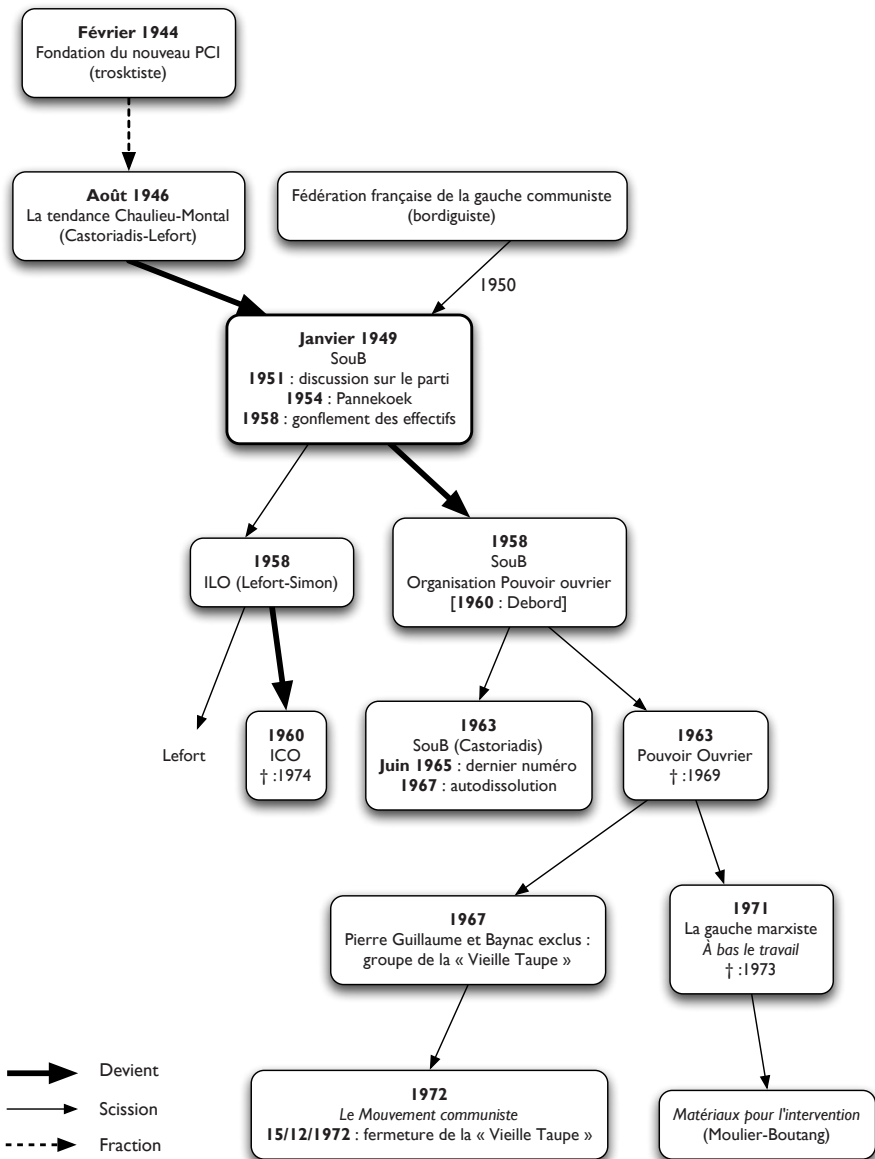 Février 1944
Fondation du nouveau PCI
(trosktiste)
Août 1946
La tendance Chaulieu-Montal
(Castoriadis-Lefort)
Fédération française de la gauche communiste
(bordiguiste)
1950
Janvier 1949
SouB
1951 : discussion sur le parti
1954 : Pannekoek
1958 : gonflement des effectifs
1958
ILO (Lefort-Simon)
1958
SouB
Organisation Pouvoir ouvrier
[1960 : Debord]
Lefort
1960
ICO
† :1974
1963
SouB (Castoriadis)
Juin 1965 : dernier numéro
1967 : autodissolution
1963
Pouvoir Ouvrier
† :1969
1967
Pierre Guillaume et Baynac exclus :
groupe de la « Vieille Taupe »
1971
La gauche marxiste
À bas le travail
† :1973
1972
Le Mouvement communiste
15/12/1972 : fermeture de la « Vieille Taupe »
Matériaux pour l'intervention
(Moulier-Boutang)
Devient
Scission
Fraction